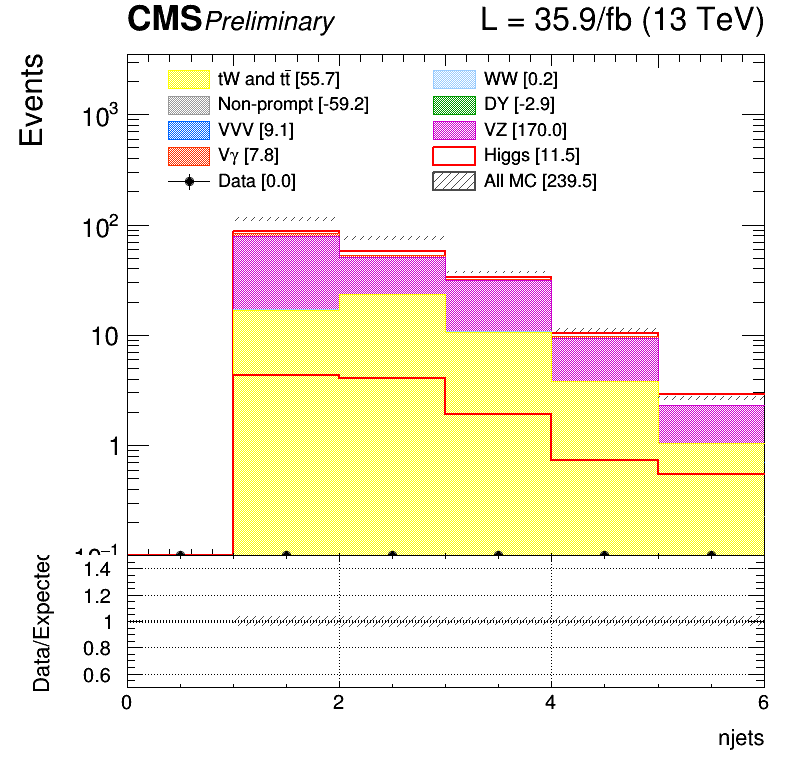 CMS Preliminary L = 35.9/fb (13 TeV)
Events
tW and tt̄ [55.7] WW [0.2]
Non-prompt [-59.2] DY [-2.9]
VVV [9.1] VZ [170.0]
Vγ [7.8] Higgs [11.5]
Data [0.0] All MC [239.5]
10³
10²
10
1
Data/Expected
1.4
1.2
1
0.8
0.6
0 2 4 6
njets